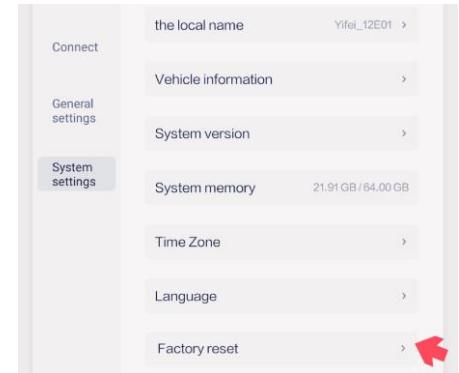 Connect
General
settings
System
settings
the local name Yifei_12E01 >
Vehicle information >
System version >
System memory 21.91 GB / 64.00 GB
Time Zone >
Language >
Factory reset >